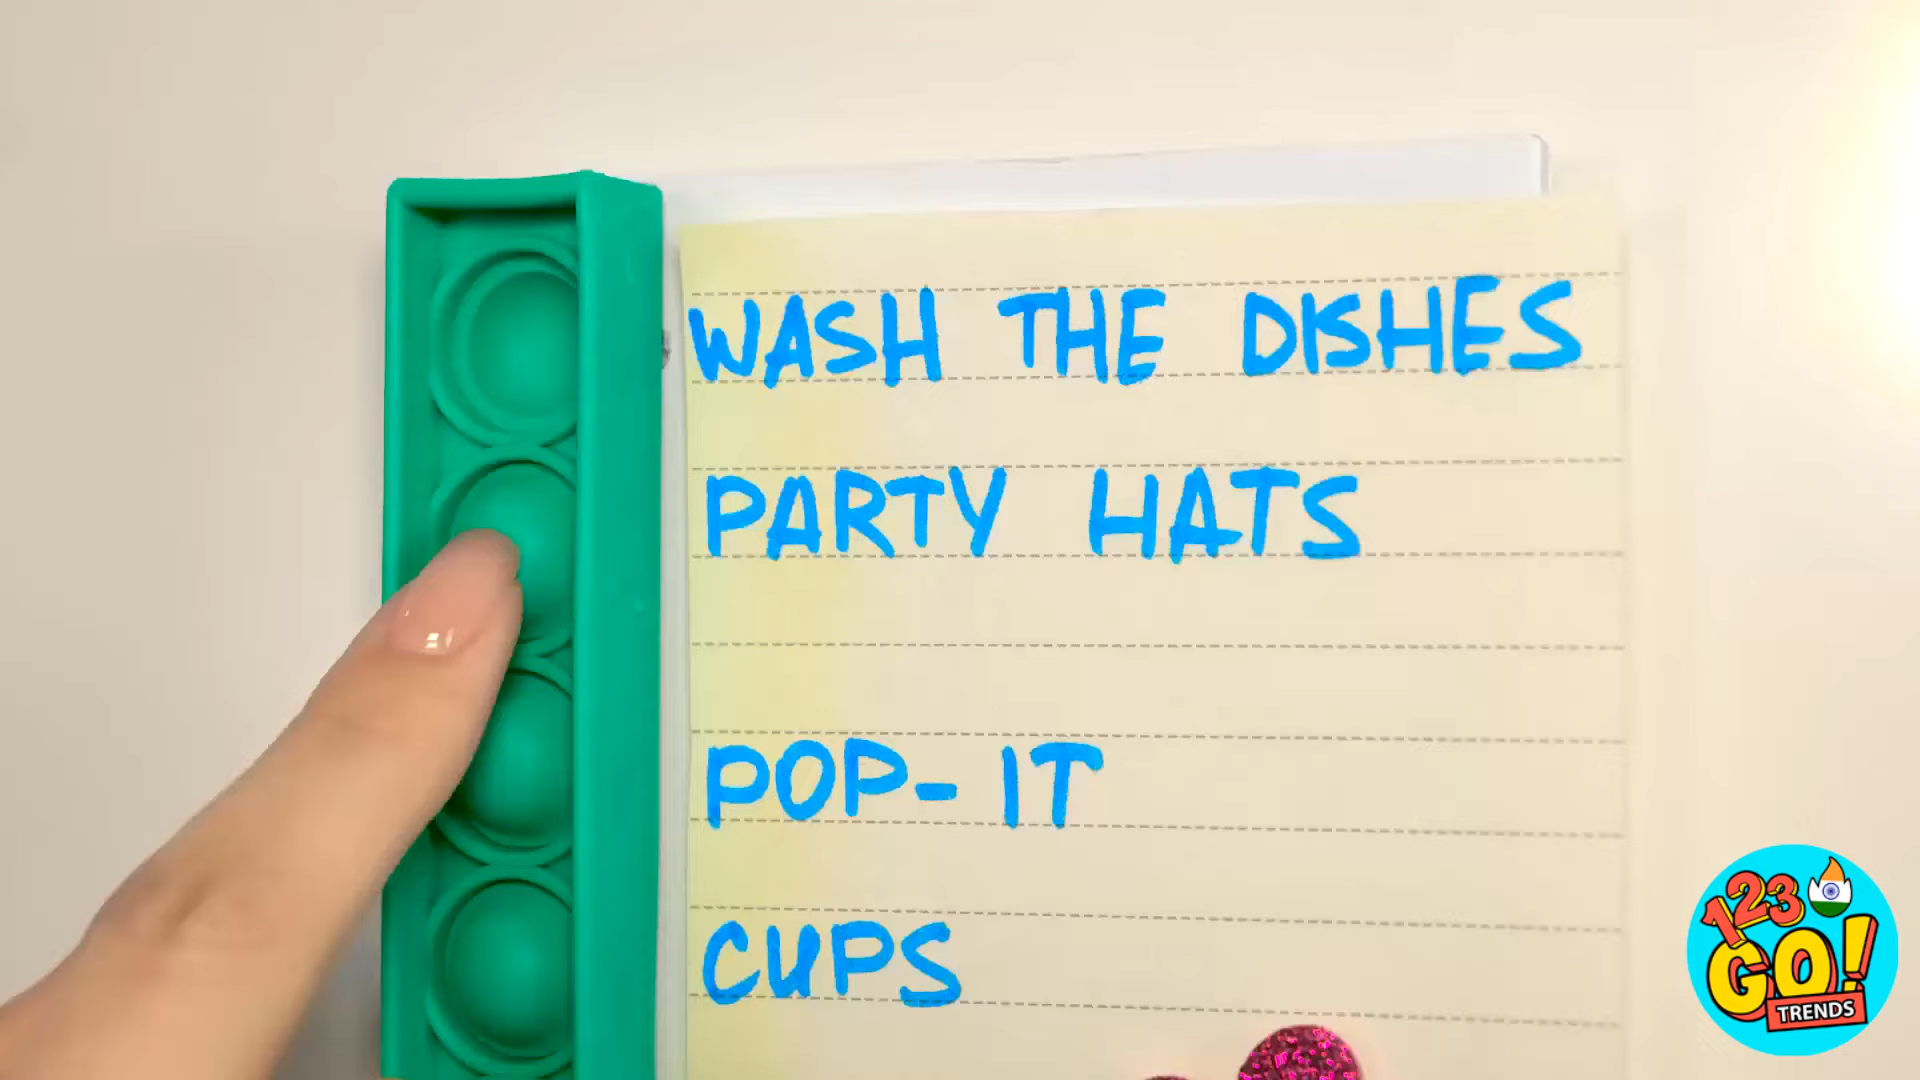 WASH THE DISHES
PARTY HATS
POP-IT
CUPS
123
GO!
TRENDS